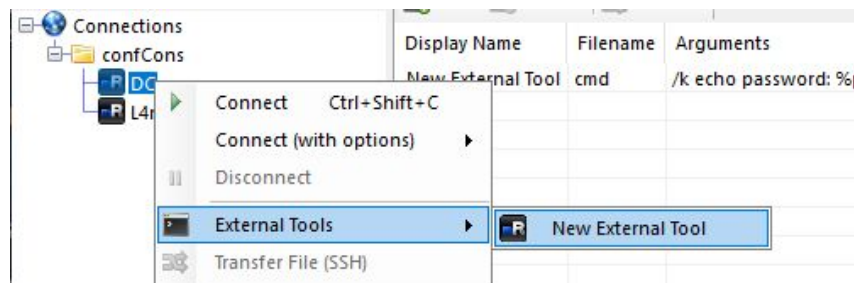 Connections
confCons
DC
Display Name Filename Arguments
New External Tool cmd /k echo password: %
Connect Ctrl+Shift+C
Connect (with options)
Disconnect
External Tools
New External Tool
Transfer File (SSH)